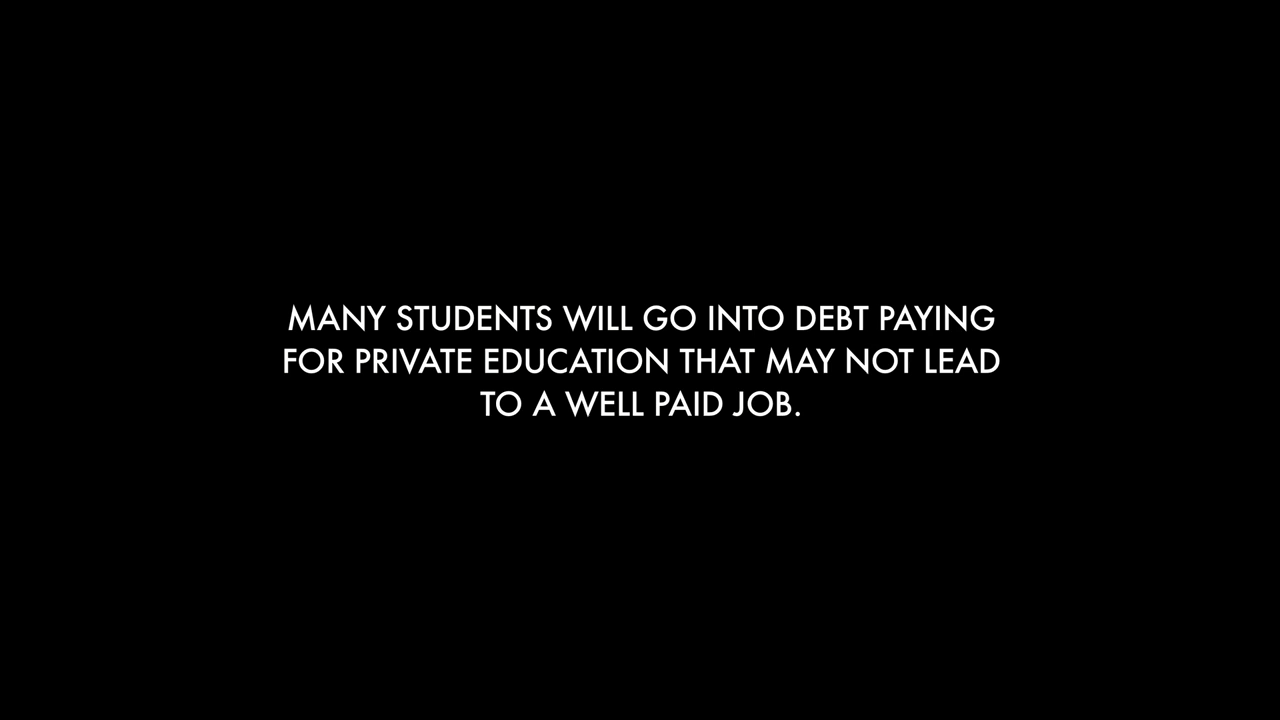 MANY STUDENTS WILL GO INTO DEBT PAYING
FOR PRIVATE EDUCATION THAT MAY NOT LEAD
TO A WELL PAID JOB.